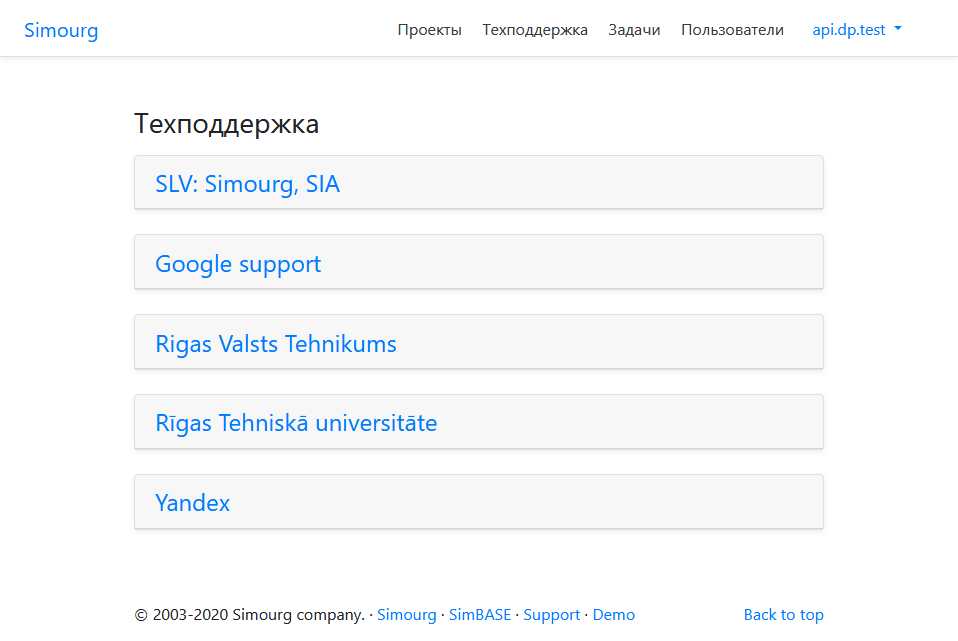 Simourg Проекты Техподдержка Задачи Пользователи api.dp.test
Техподдержка
SLV: Simourg, SIA
Google support
Rigas Valsts Tehnikums
Rīgas Tehniskā universitāte
Yandex
© 2003-2020 Simourg company. · Simourg · SimBASE · Support · Demo Back to top